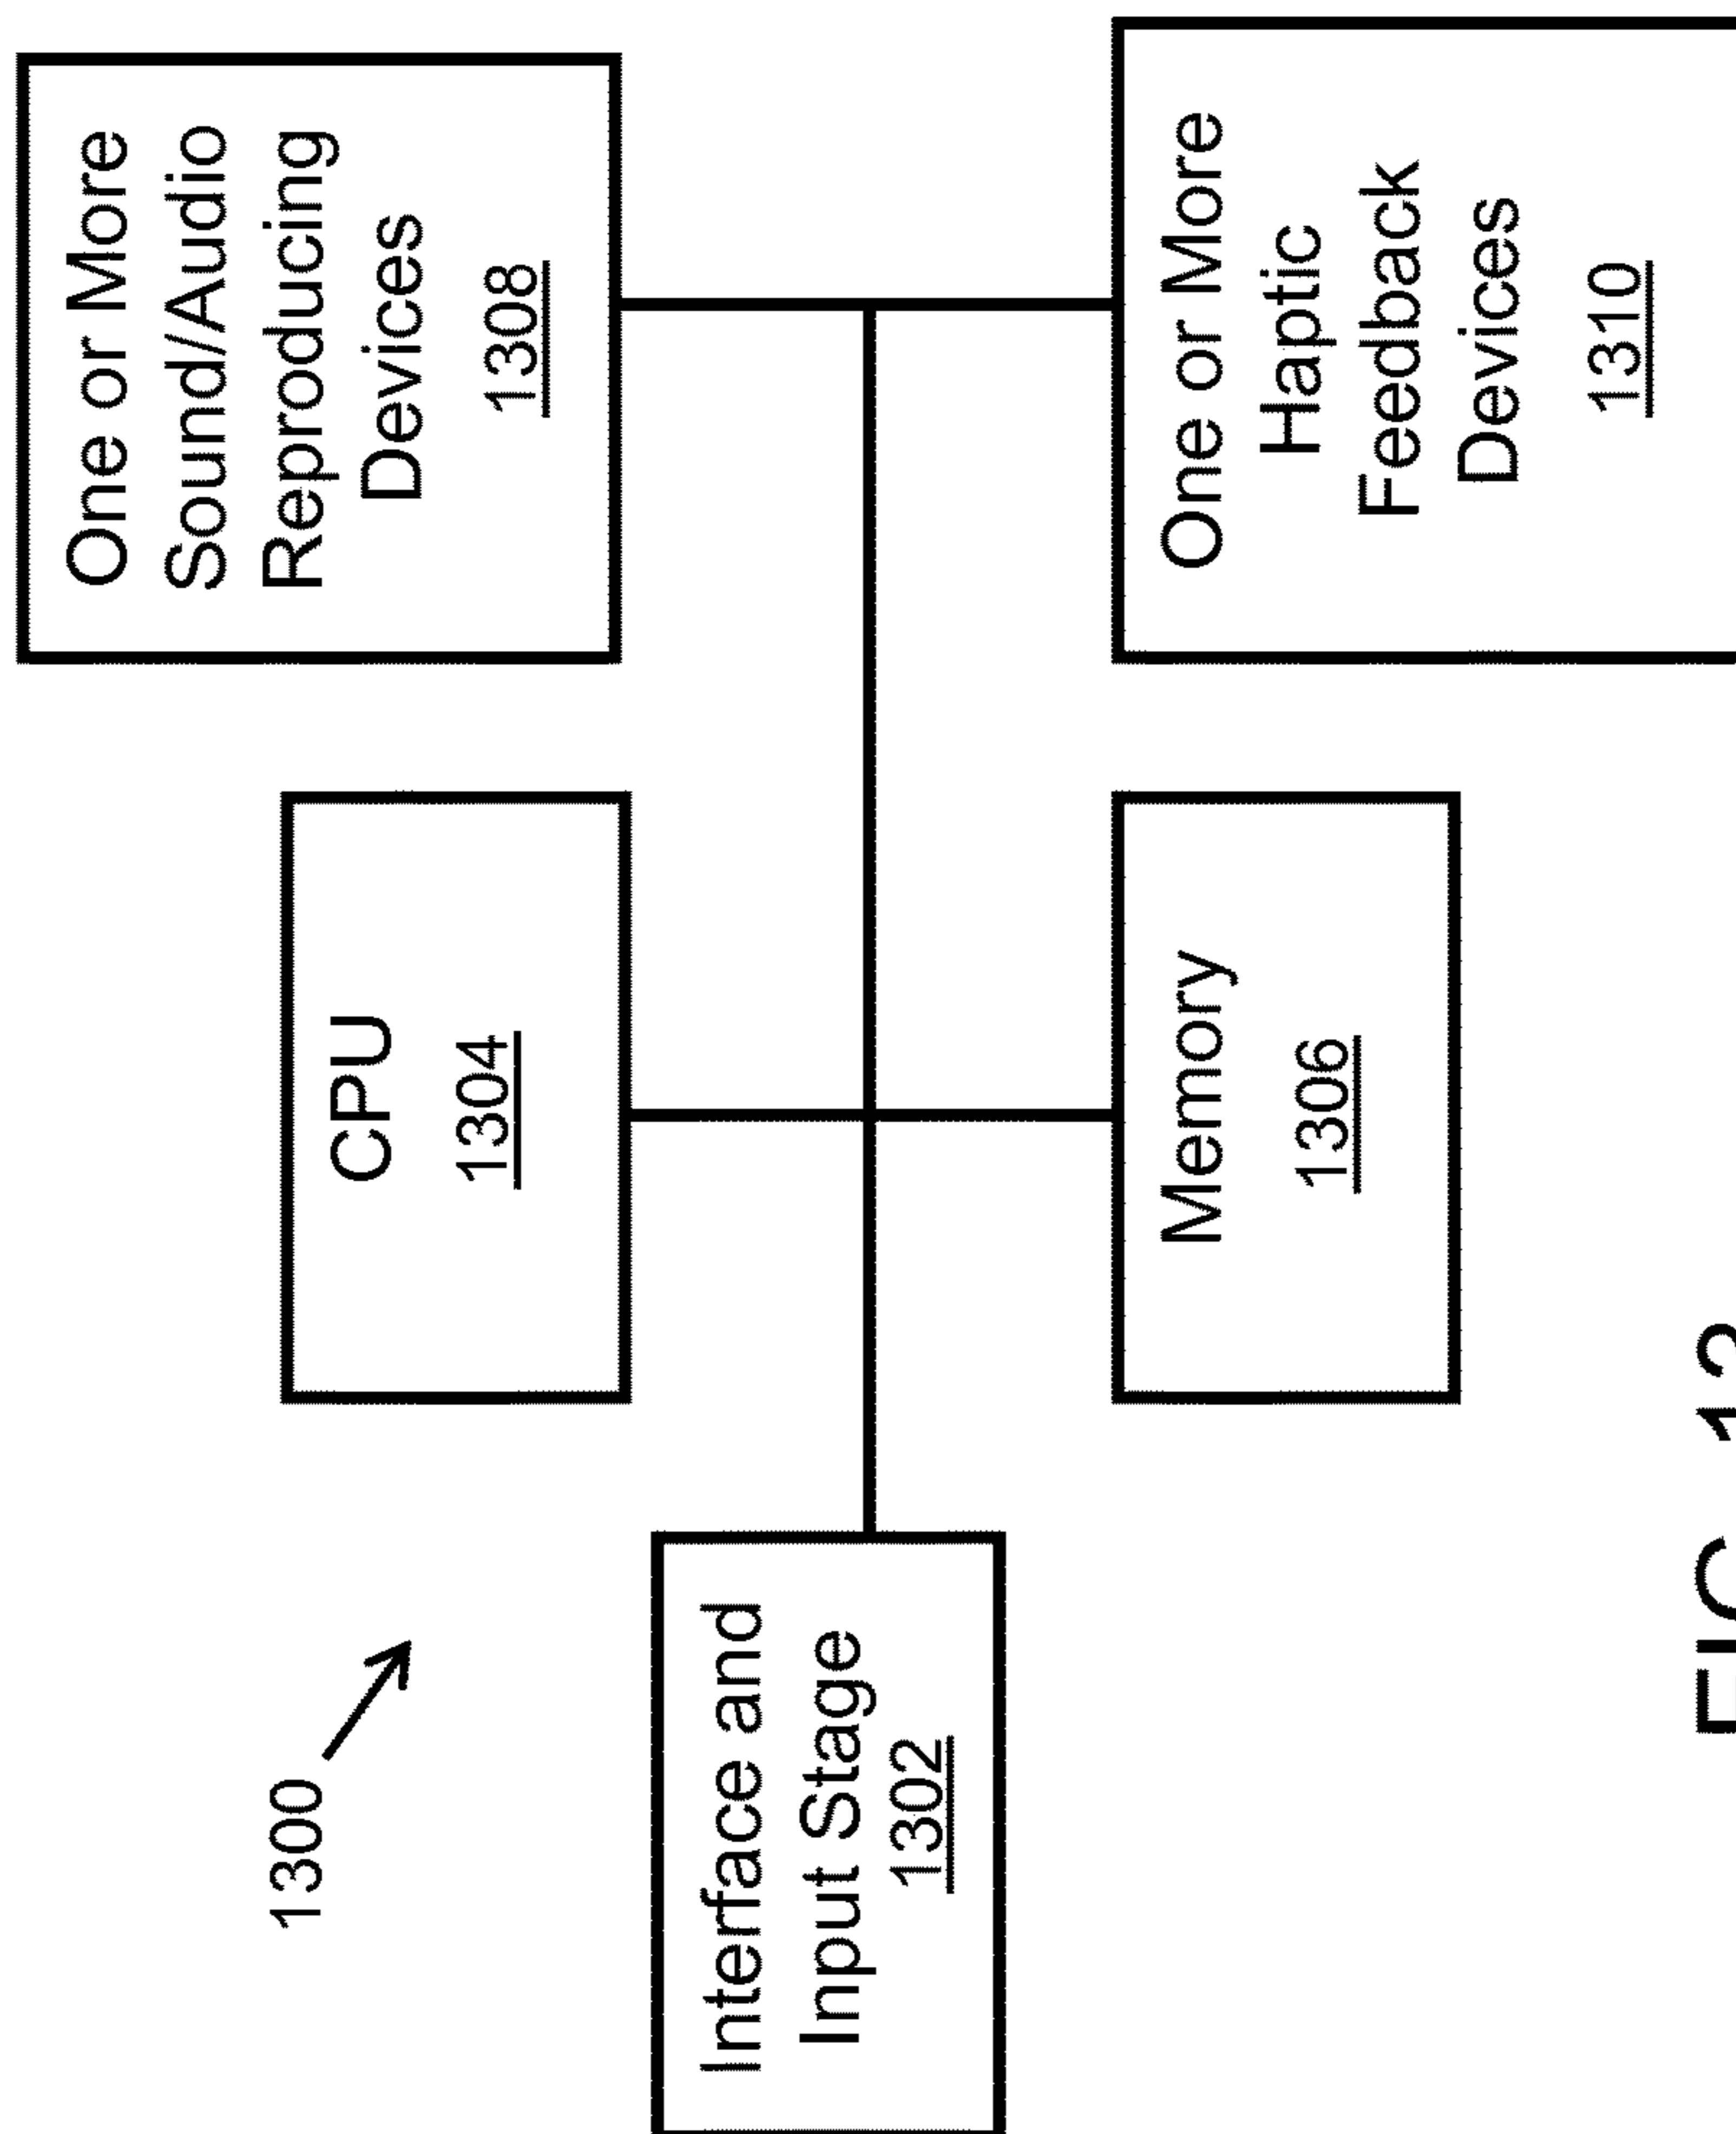 1300
Interface and
Input Stage
1302
CPU
1304
Memory
1306
One or More
Sound/Audio
Reproducing
Devices
1308
One or More
Haptic
Feedback
Devices
1310